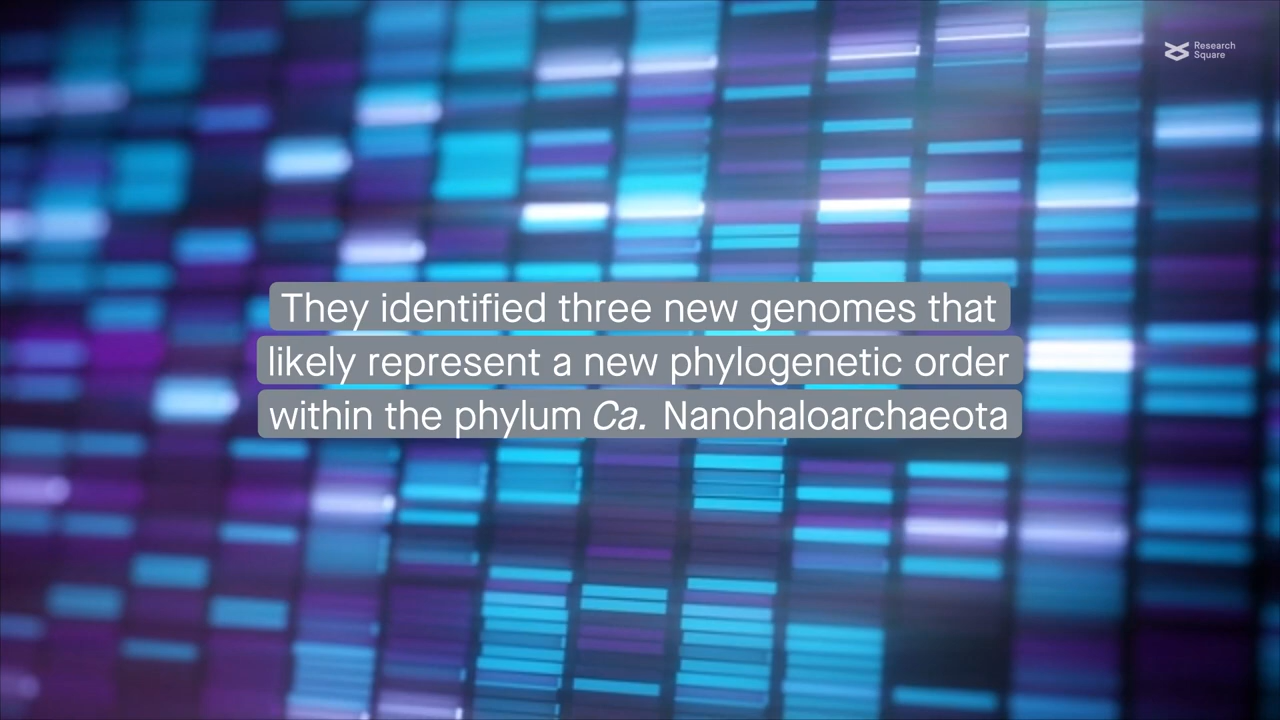 Research
Square
They identified three new genomes that
likely represent a new phylogenetic order
within the phylum Ca. Nanohaloarchaeota